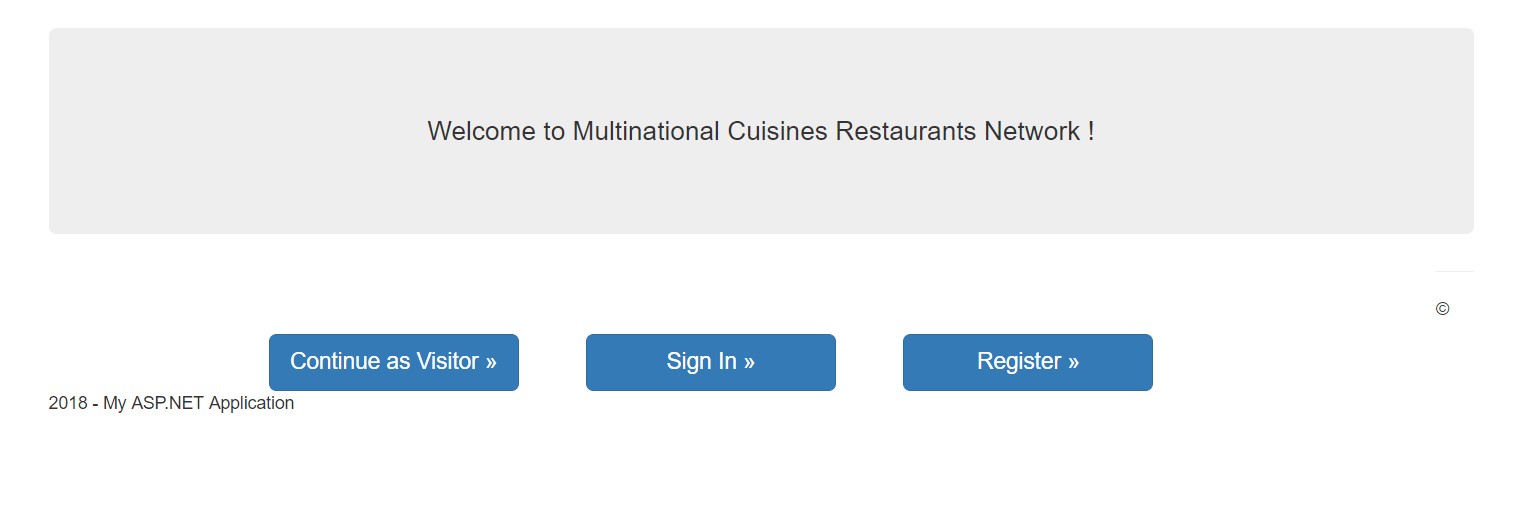 Welcome to Multinational Cuisines Restaurants Network !
©
Continue as Visitor »
Sign In »
Register »
2018 - My ASP.NET Application